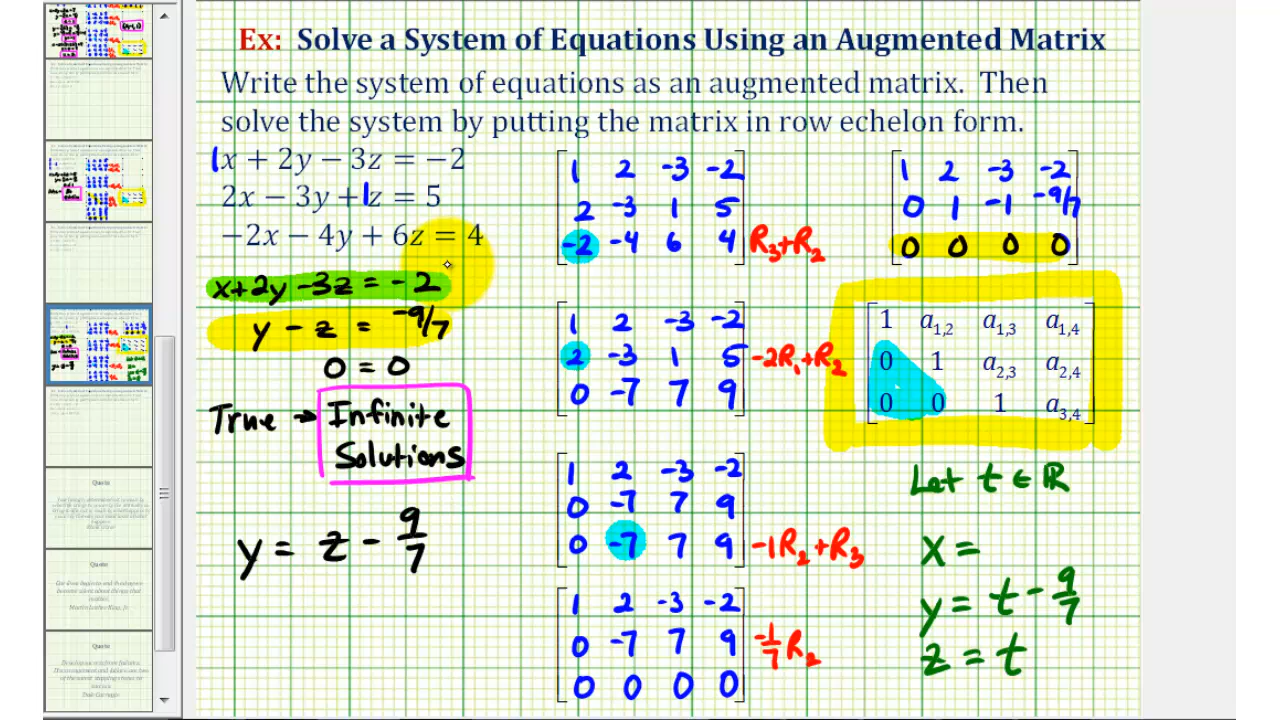 Ex: Solve a System of Equations Using an Augmented Matrix
Write the system of equations as an augmented matrix. Then
solve the system by putting the matrix in row echelon form.
1x + 2y − 3z = −2
2x − 3y + 1z = 5
−2x − 4y + 6z = 4
x + 2y − 3z = −2
y − z = −9/7
0 = 0
True → Infinite
Solutions
y = z − 9/7
1 2 -3 -2
2 -3 1 5
-2 -4 6 4 R3 + R2
1 2 -3 -2
2 -3 1 5 -2R1 + R2
0 -7 7 9
1 2 -3 -2
0 -7 7 9
0 -7 7 9 -1R2 + R3
1 2 -3 -2
0 -7 7 9 -1/7 R2
0 0 0 0
1 2 -3 -2
0 1 -1 -9/7
0 0 0 0
1 a1,2 a1,3 a1,4
0 1 a2,3 a2,4
0 0 1 a3,4
Let t ∈ ℝ
x =
y = t − 9/7
z = t
Quote
Quote
Quote